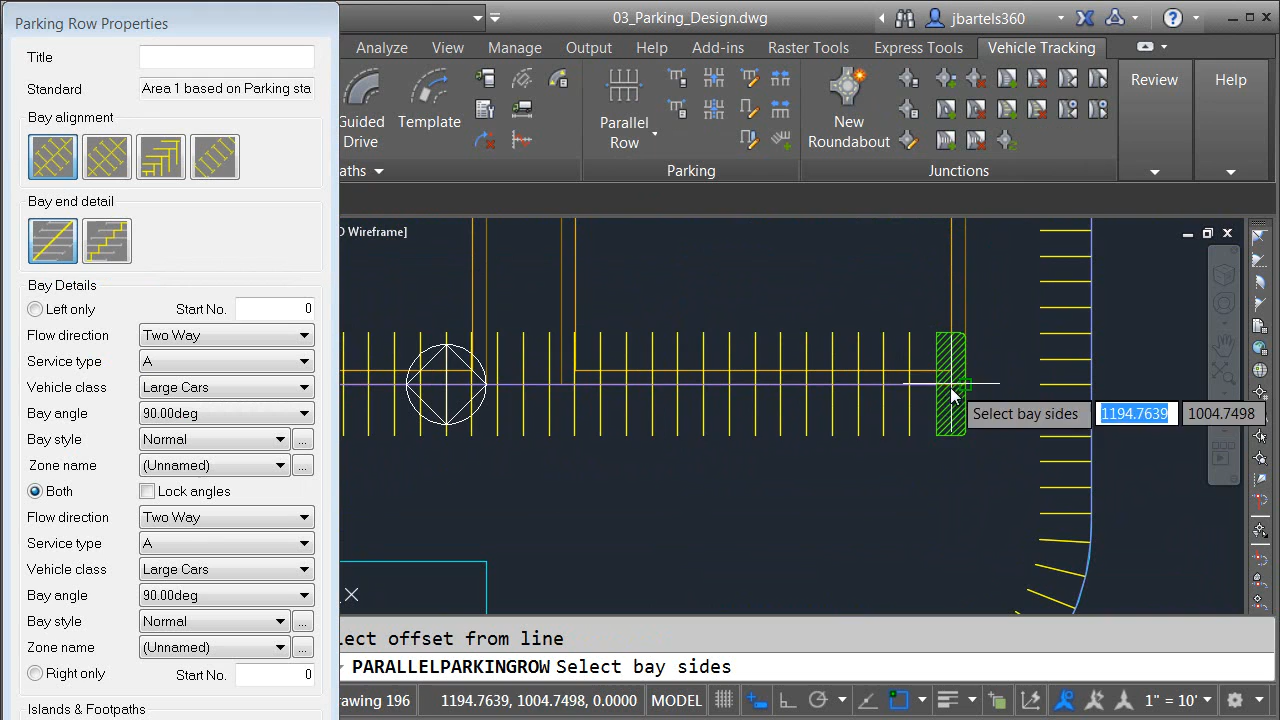 Parking Row Properties
03_Parking_Design.dwg
jbartels360
Title
Analyze
View
Manage
Output
Help
Add-ins
Raster Tools
Express Tools
Vehicle Tracking
Standard
Area 1 based on Parking sta
Bay alignment
Guided
Drive
Template
Parallel
Row
New
Roundabout
Review
Help
aths
Parking
Junctions
Bay end detail
D Wireframe]
Bay Details
Left only
Start No.
0
Flow direction
Two Way
Service type
A
Vehicle class
Large Cars
Bay angle
90.00deg
Select bay sides
1194.7639
1004.7498
Bay style
Normal
...
Zone name
(Unnamed)
...
Both
Lock angles
Flow direction
Two Way
Service type
A
Vehicle class
Large Cars
Bay angle
90.00deg
X
Bay style
Normal
...
Zone name
(Unnamed)
...
lect offset from line
Right only
Start No.
0
PARALLELPARKINGROW Select bay sides
Islands & Footpaths
rawing 196
1194.7639, 1004.7498, 0.0000
MODEL
1" = 10'